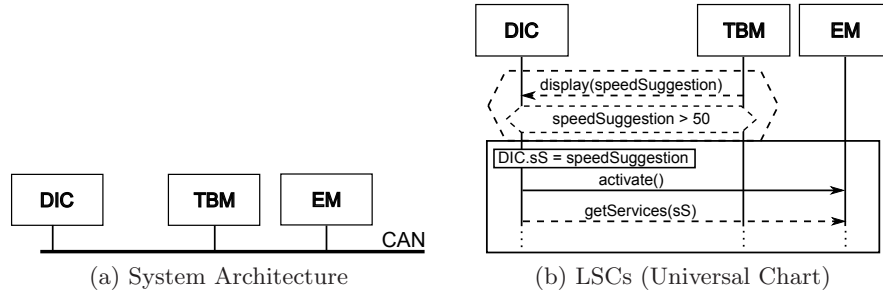 DIC TBM EM
CAN
(a) System Architecture
DIC TBM EM
display(speedSuggestion)
speedSuggestion > 50
DIC.sS = speedSuggestion
activate()
getServices(sS)
(b) LSCs (Universal Chart)